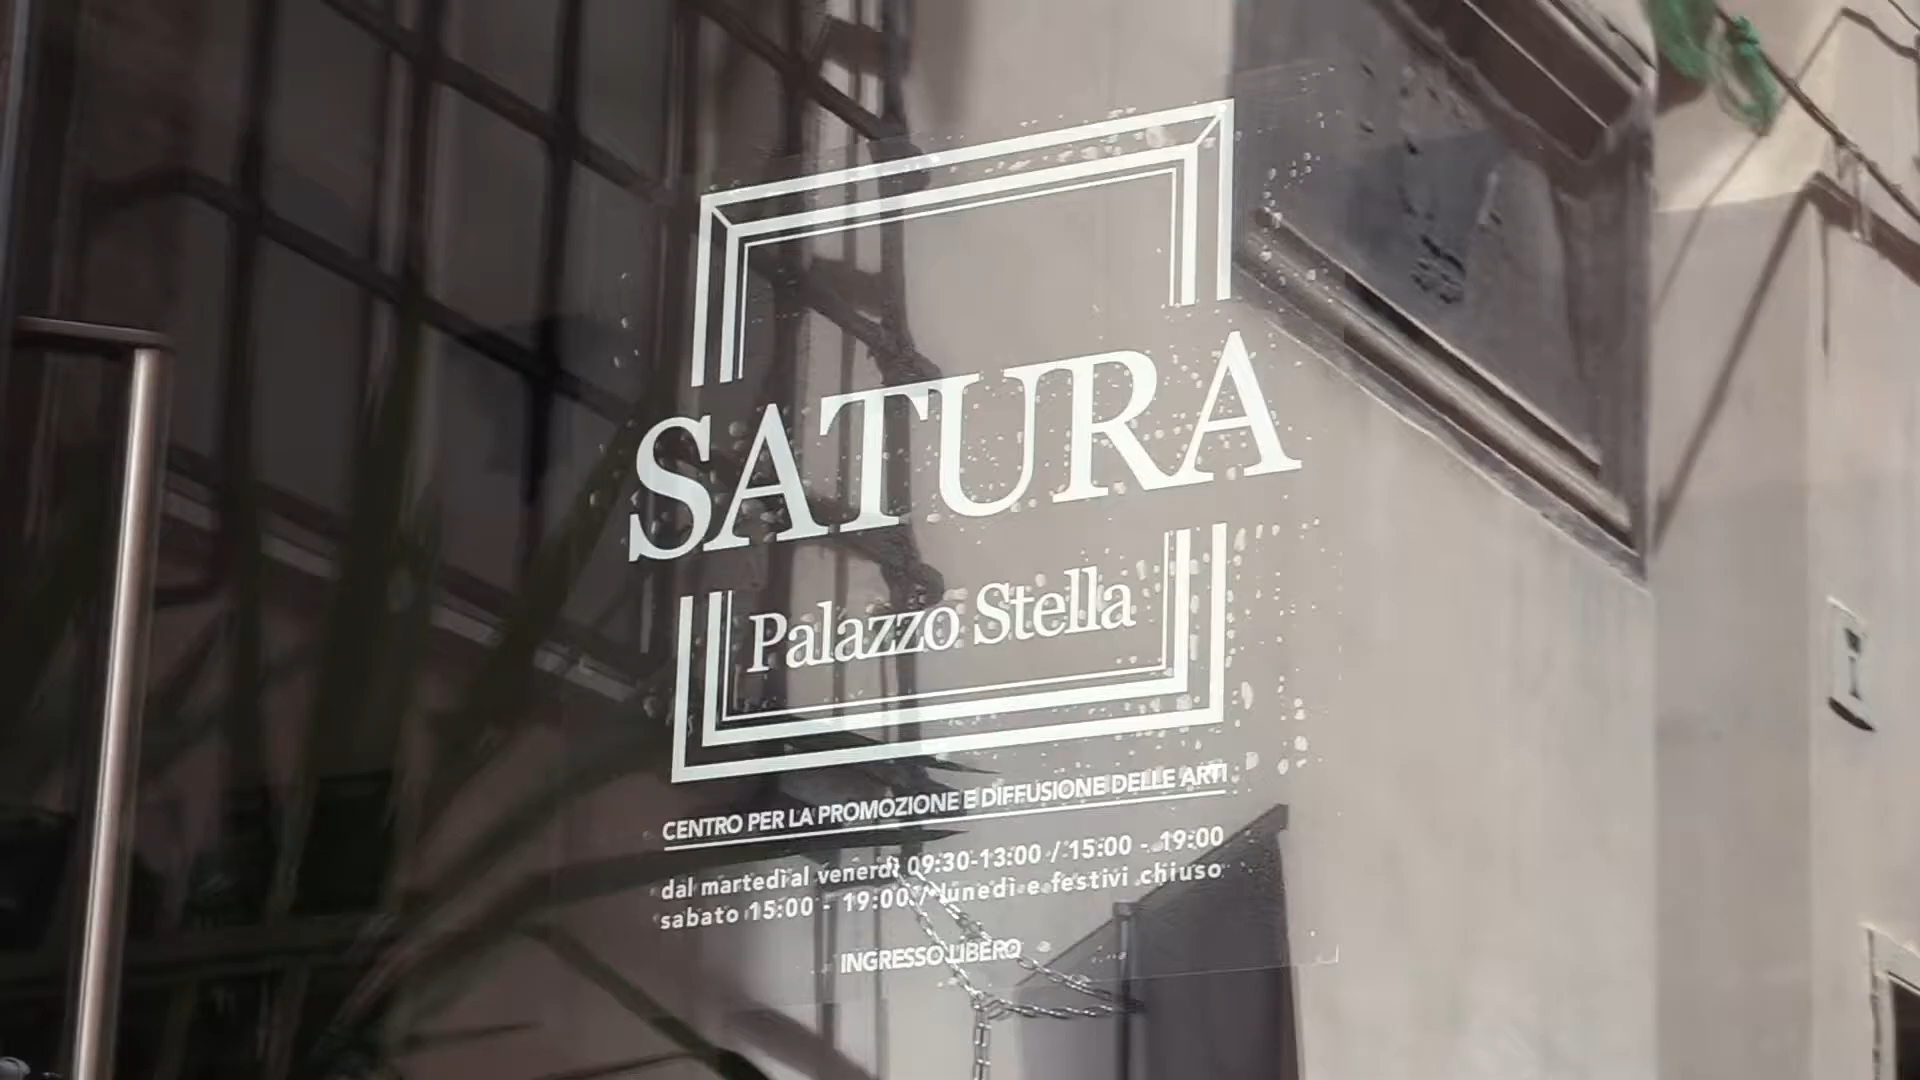 SATURA
Palazzo Stella
CENTRO PER LA PROMOZIONE E DIFFUSIONE DELLE ARTI
dal martedì al venerdì 09:30-13:00 / 15:00 - 19:00
sabato 15:00 - 19:00 / lunedì e festivi chiuso
INGRESSO LIBERO